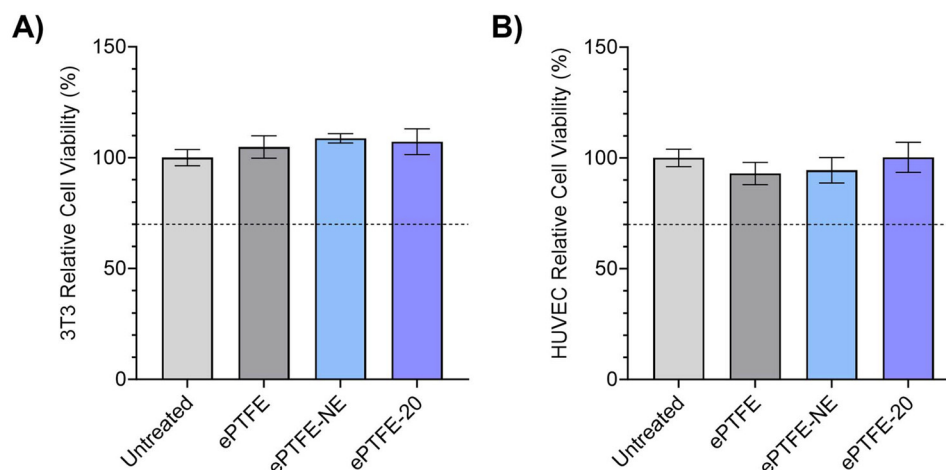 A)
3T3 Relative Cell Viability (%)
150
100
50
0
Untreated
ePTFE
ePTFE-NE
ePTFE-20
B)
HUVEC Relative Cell Viability (%)
150
100
50
0
Untreated
ePTFE
ePTFE-NE
ePTFE-20